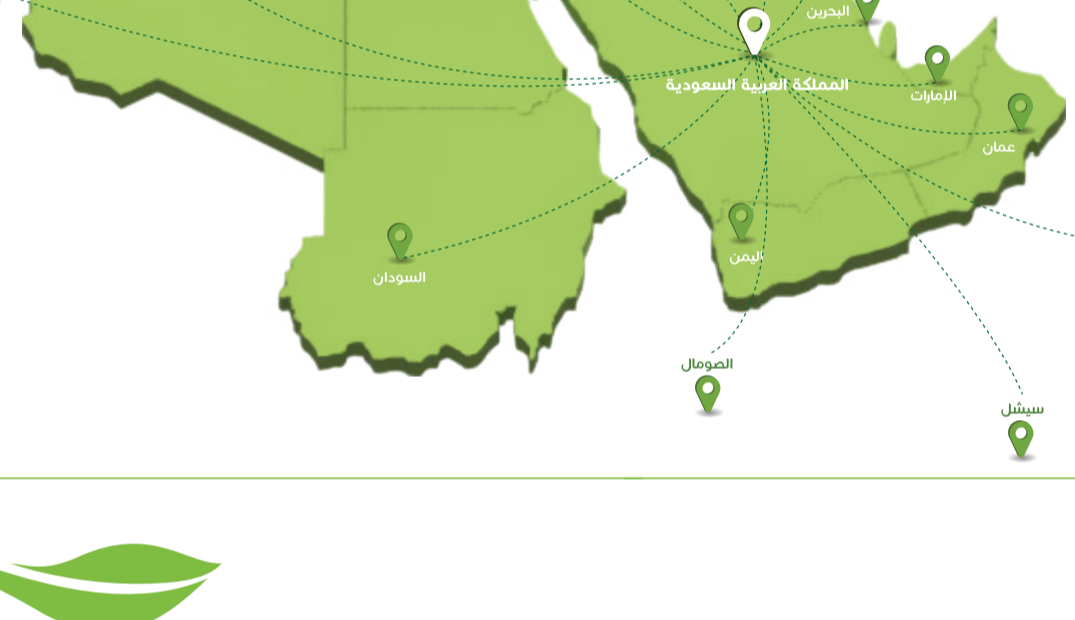 البحرين
المملكة العربية السعودية
الإمارات
عمان
اليمن
السودان
الصومال
سيشل